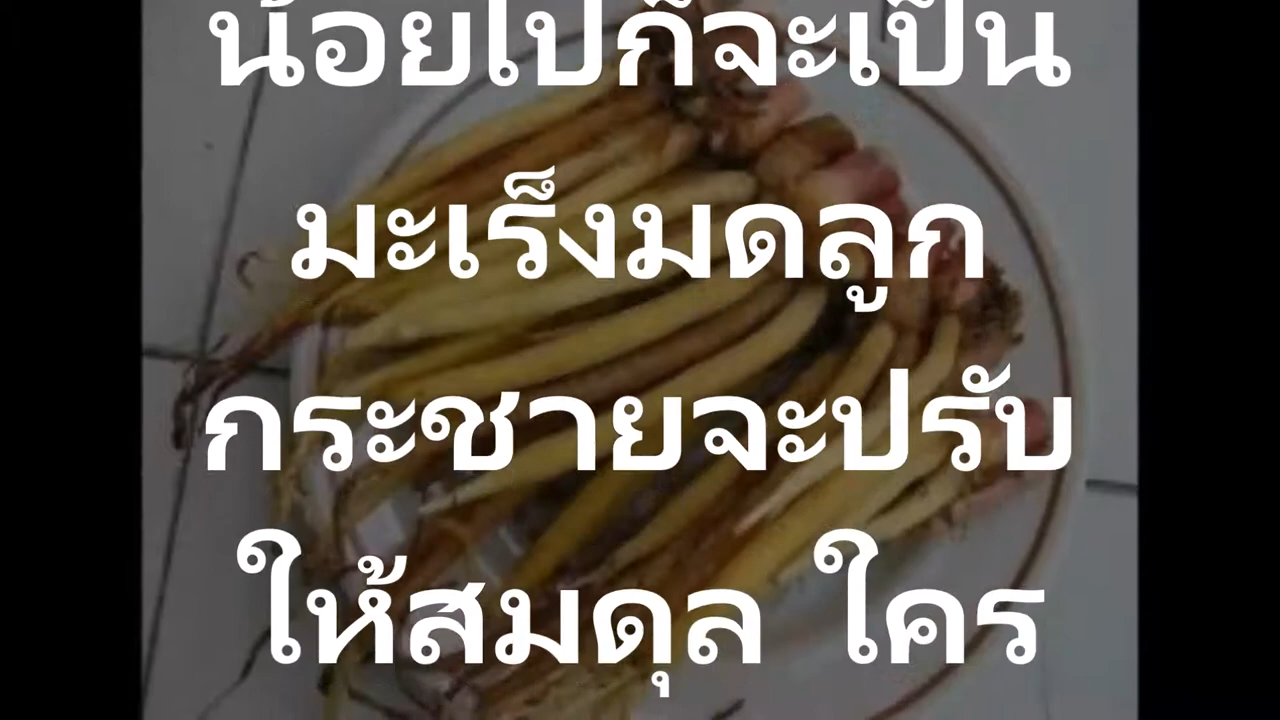 น้อยไปก็จะเป็น
มะเร็งมดลูก
กระชายจะปรับ
ให้สมดุล ใคร